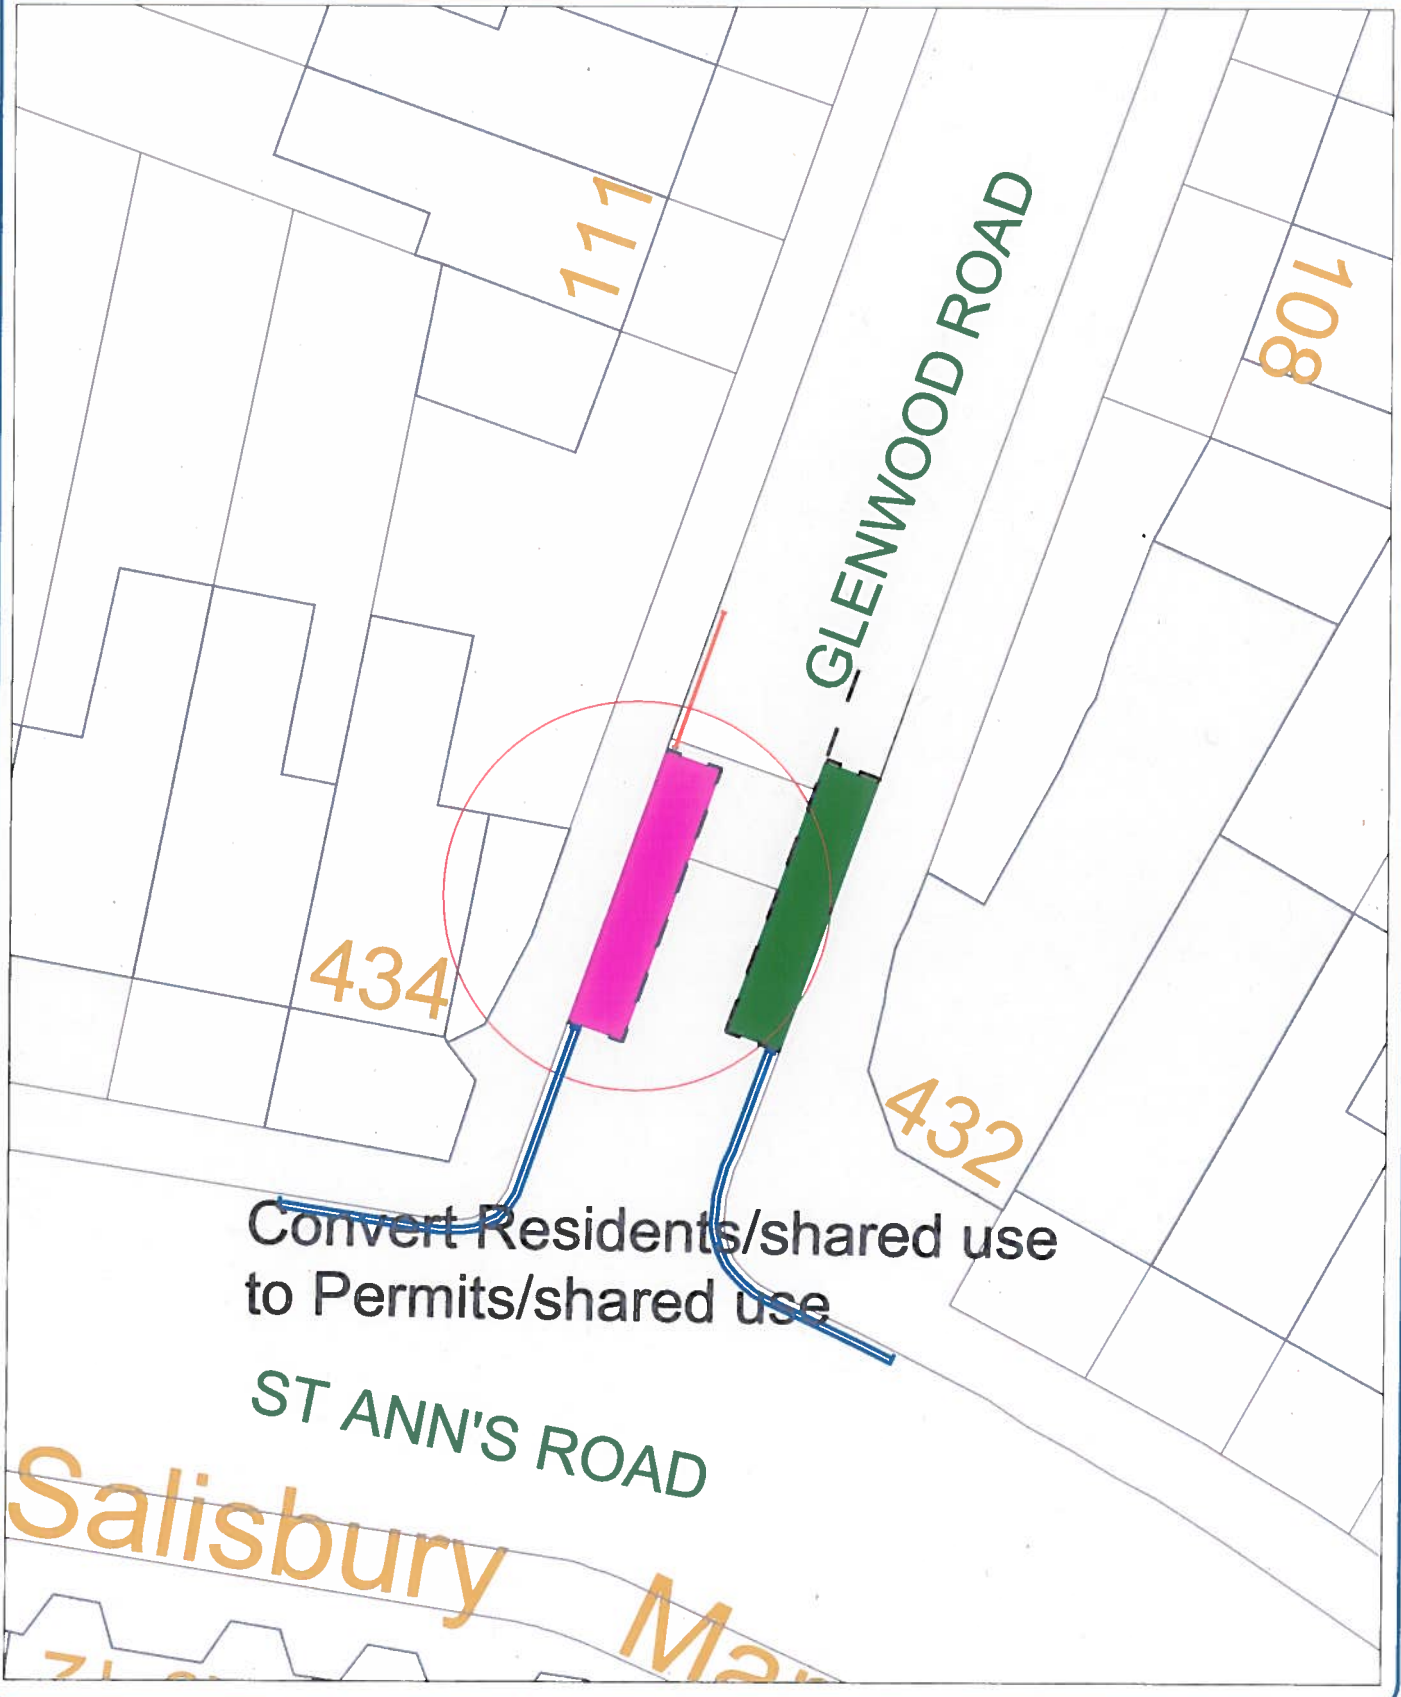 111
GLENWOOD ROAD
108
434
432
Convert Residents/shared use
to Permits/shared use
ST ANN'S ROAD
Salisbury